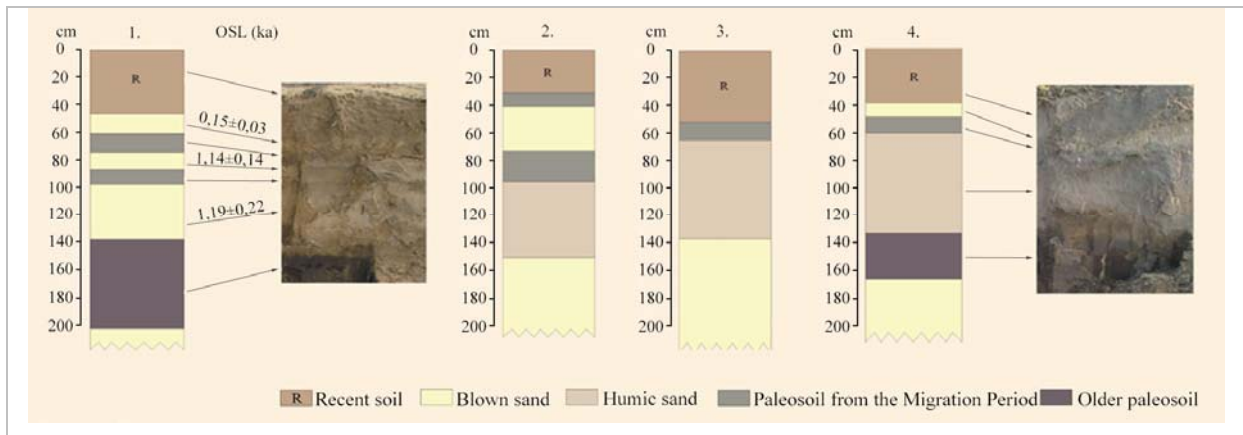 cm 1. OSL (ka) 2. 3. cm 4.
0 0 0 0
20 20 20 20
R R R R
40 40 40 40
0,15±0,03
60 60 60 60
1,14±0,14
80 80 80 80
100 100 100 100
1,19±0,22
120 120 120 120
140 140 140 140
160 160 160 160
180 180 180 180
200 200 200 200
R Recent soil Blown sand Humic sand Paleosoil from the Migration Period Older paleosoil